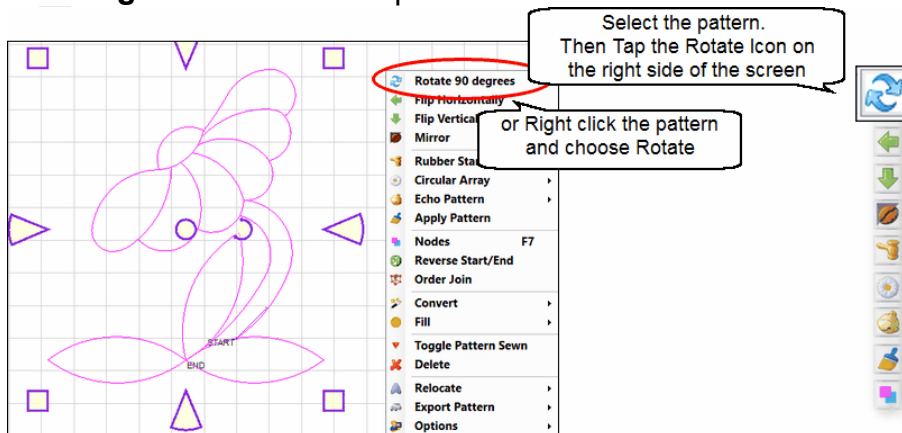 Select the pattern.
Then Tap the Rotate Icon on
the right side of the screen
Rotate 90 degrees
Flip Horizontally
Flip
or Right click the pattern
and choose Rotate
Mirror
Rubber
Circular Array
Echo Pattern
Apply Pattern
Nodes F7
Reverse Start/End
Order Join
Convert
Fill
Toggle Pattern Sewn
Delete
Relocate
Export Pattern
Options
START
END